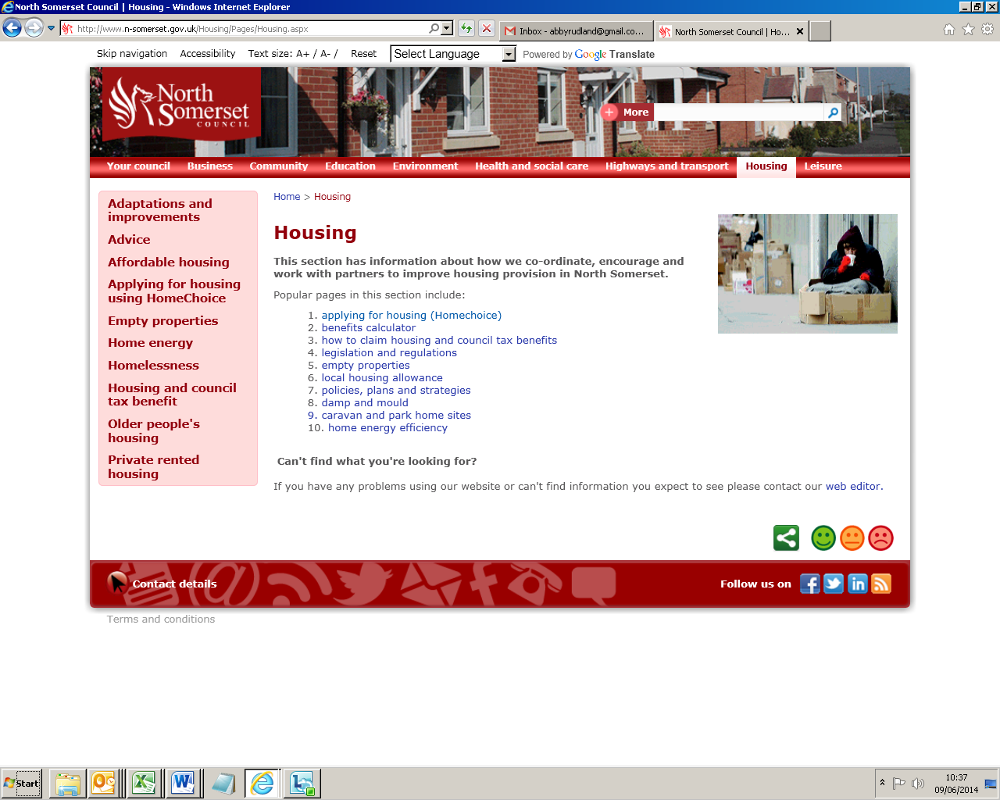 North Somerset Council | Housing - Windows Internet Explorer
http://www.n-somerset.gov.uk/Housing/Pages/Housing.aspx
Inbox - abbyrudland@gmail.co...
North Somerset Council | Ho...
Skip navigation Accessibility Text size: A+ / A- / Reset Select Language Powered by Google Translate
North
Somerset
COUNCIL
More
Your council Business Community Education Environment Health and social care Highways and transport Housing Leisure
Adaptations and
improvements
Advice
Affordable housing
Applying for housing
using HomeChoice
Empty properties
Home energy
Homelessness
Housing and council
tax benefit
Older people's
housing
Private rented
housing
Home > Housing
Housing
This section has information about how we co-ordinate, encourage and
work with partners to improve housing provision in North Somerset.
Popular pages in this section include:
1. applying for housing (Homechoice)
2. benefits calculator
3. how to claim housing and council tax benefits
4. legislation and regulations
5. empty properties
6. local housing allowance
7. policies, plans and strategies
8. damp and mould
9. caravan and park home sites
10. home energy efficiency
Can't find what you're looking for?
If you have any problems using our website or can't find information you expect to see please contact our web editor.
Contact details
Follow us on
Terms and conditions
Start
10:37
09/06/2014